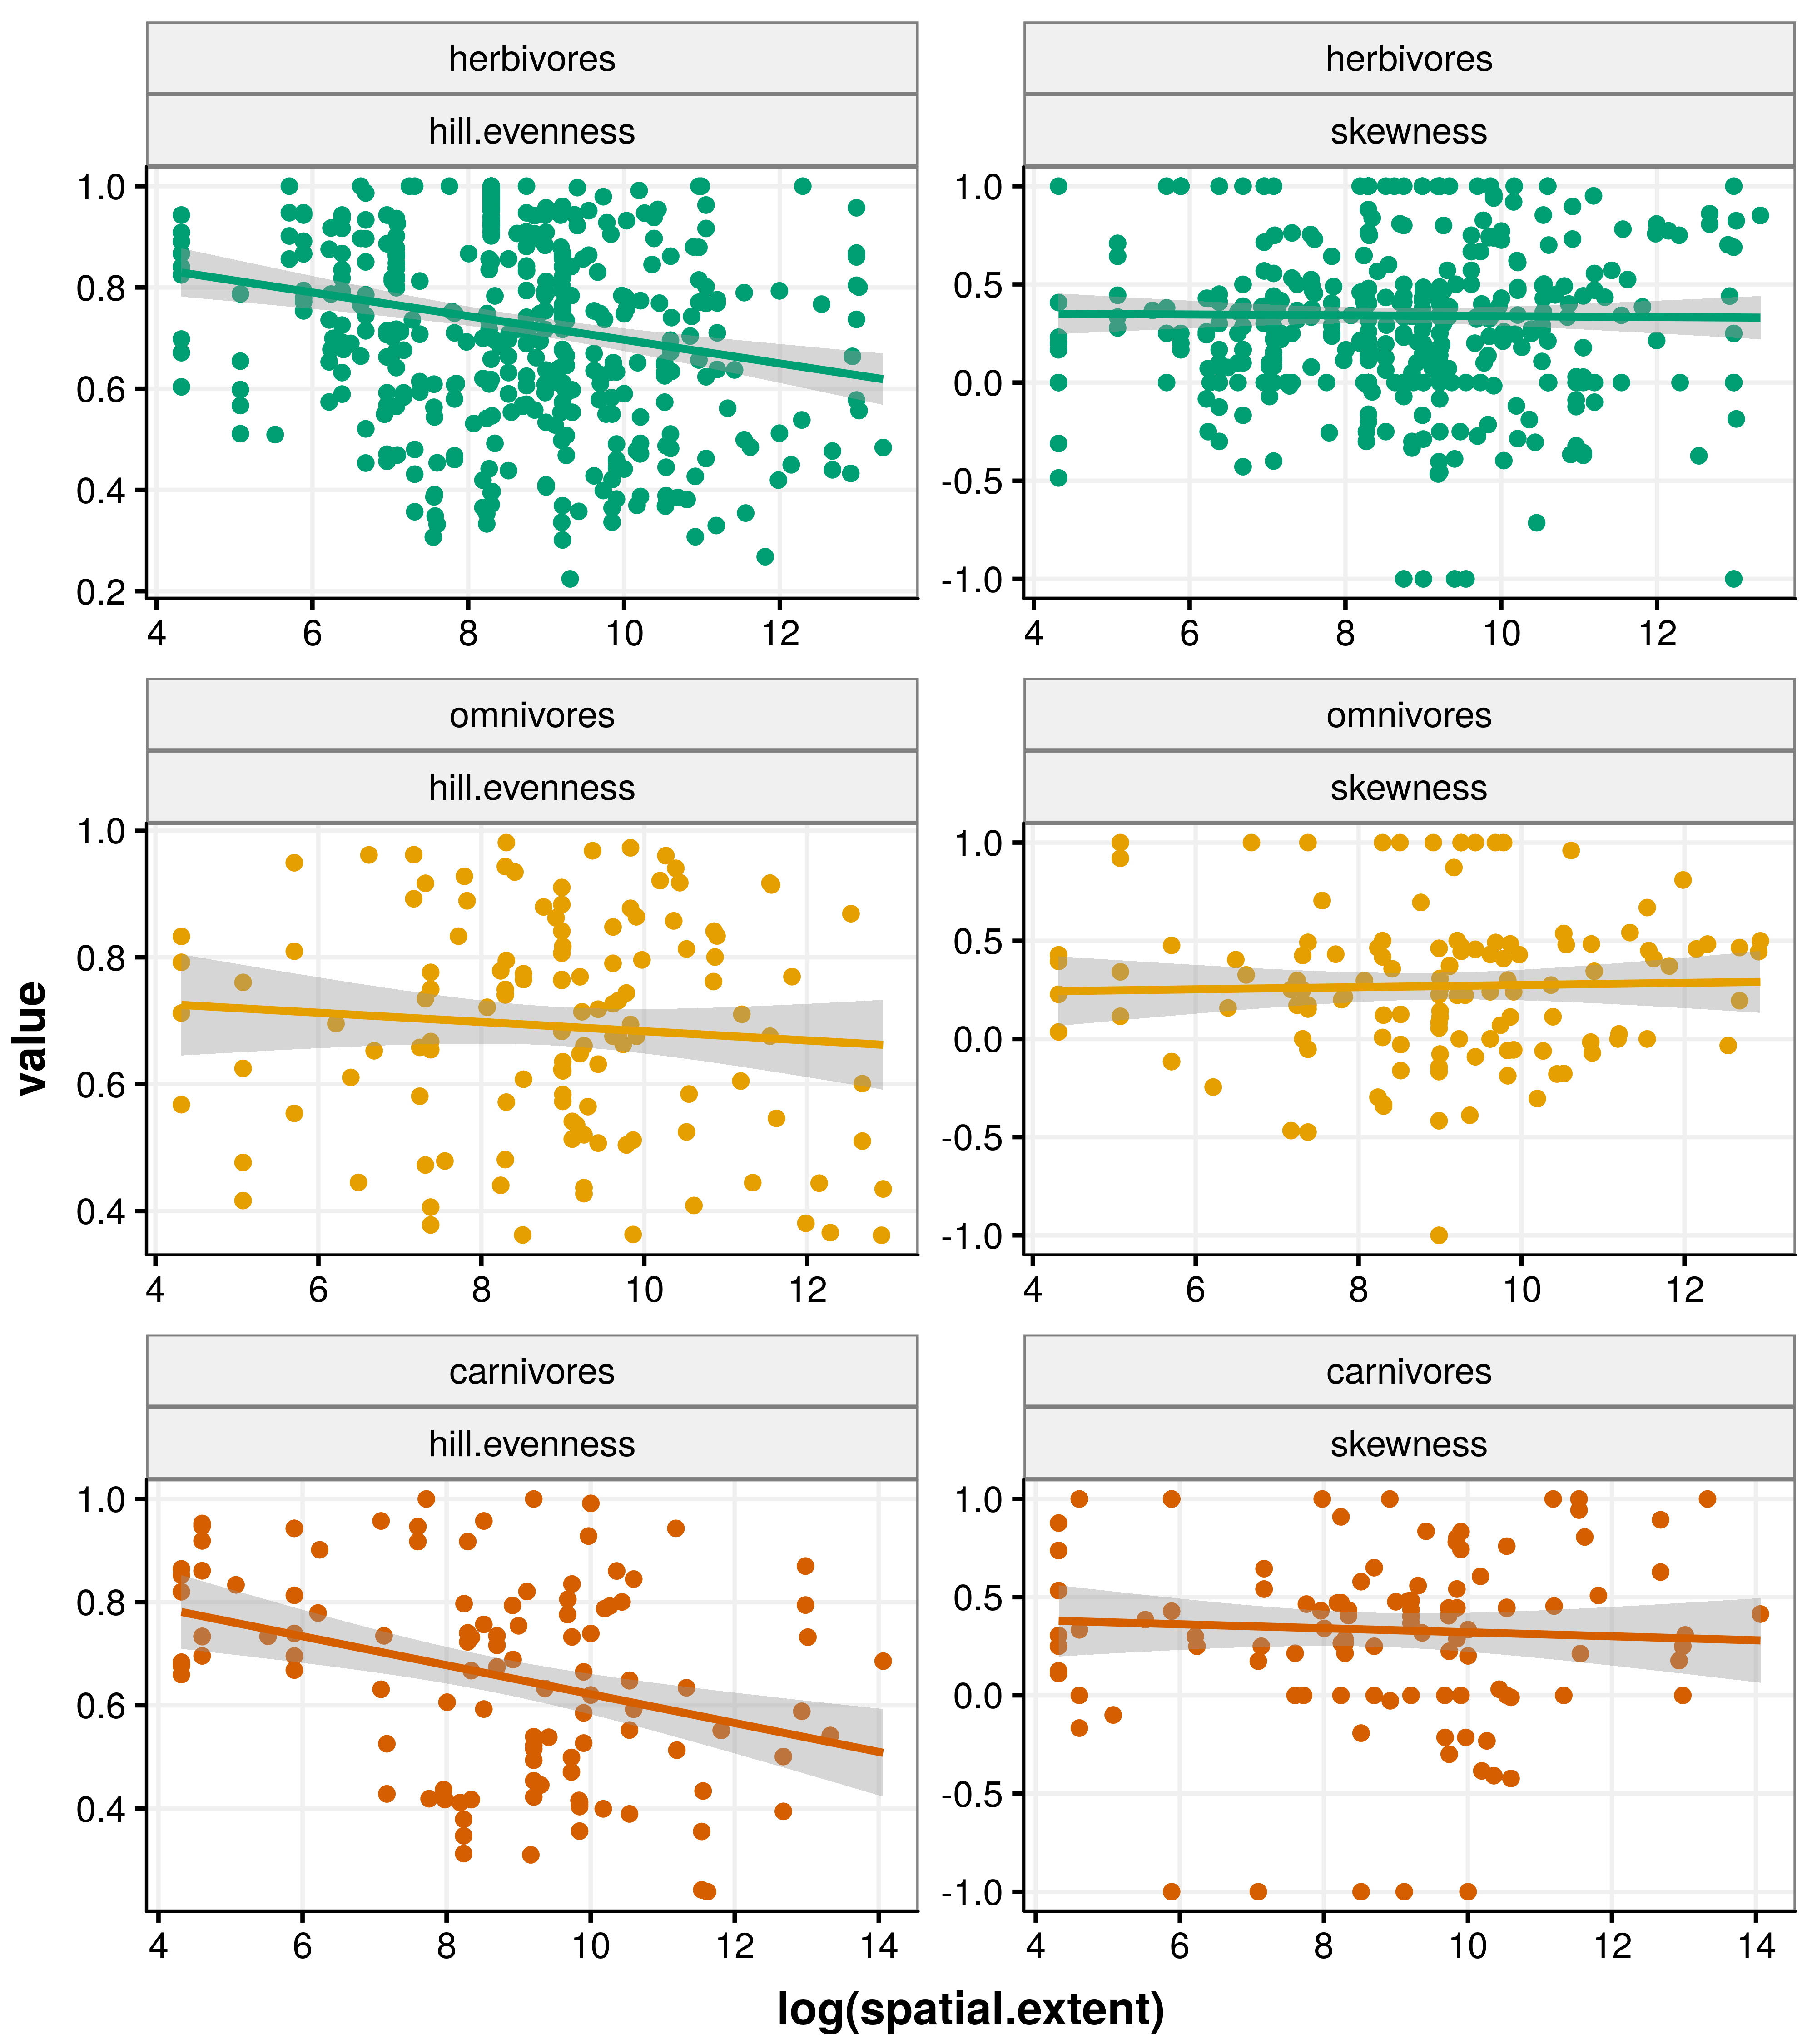 herbivores herbivores
hill.evenness skewness
1.0 1.0
0.8 0.5
0.6 0.0
0.4 -0.5
0.2 -1.0
4 6 8 10 12 4 6 8 10 12
omnivores omnivores
hill.evenness skewness
1.0 1.0
0.8 0.5
0.6 0.0
0.4 -0.5
-1.0
value
4 6 8 10 12 4 6 8 10 12
carnivores carnivores
hill.evenness skewness
1.0 1.0
0.8 0.5
0.6 0.0
0.4 -0.5
-1.0
4 6 8 10 12 14 4 6 8 10 12 14
log(spatial.extent)